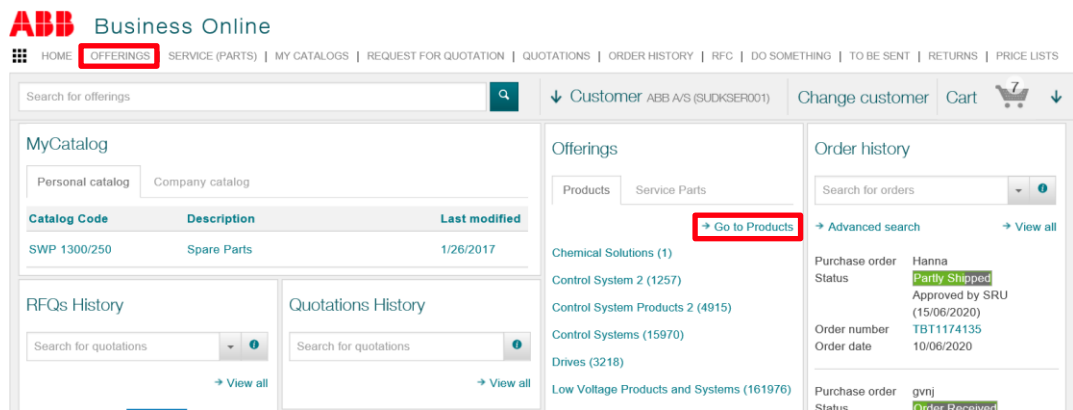 ABB Business Online
HOME OFFERINGS SERVICE (PARTS) | MY CATALOGS | REQUEST FOR QUOTATION | QUOTATIONS | ORDER HISTORY | RFC | DO SOMETHING | TO BE SENT | RETURNS | PRICE LISTS
Search for offerings
Customer ABB A/S (SUDKSER001)
Change customer
Cart 7
MyCatalog
Personal catalog Company catalog
Catalog Code Description Last modified
SWP 1300/250 Spare Parts 1/26/2017
RFQs History
Search for quotations
→ View all
Quotations History
Search for quotations
→ View all
Offerings
Products Service Parts
→ Go to Products
Chemical Solutions (1)
Control System 2 (1257)
Control System Products 2 (4915)
Control Systems (15970)
Drives (3218)
Low Voltage Products and Systems (161976)
Order history
Search for orders
→ Advanced search → View all
Purchase order Hanna
Status Partly Shipped
Approved by SRU
(15/06/2020)
Order number TBT1174135
Order date 10/06/2020
Purchase order gvnj
Status Order Received